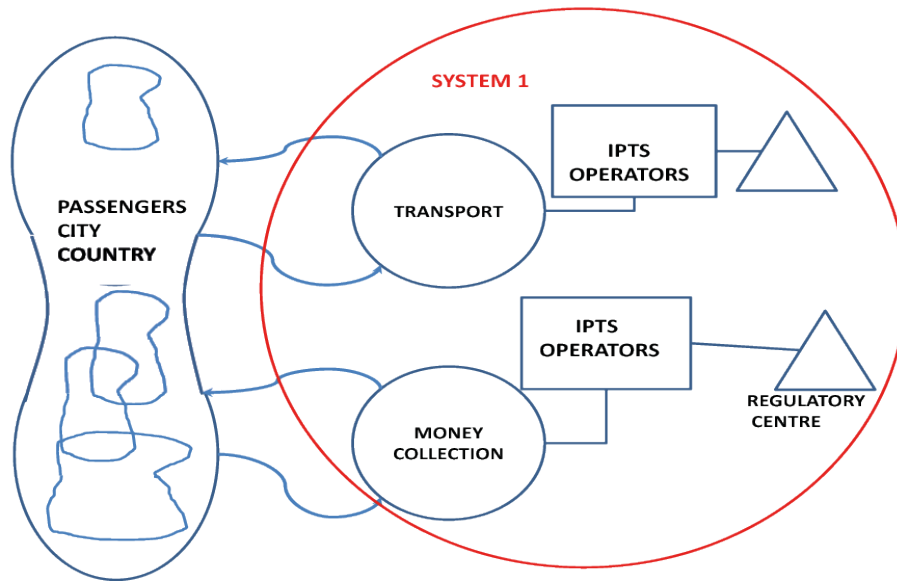 SYSTEM 1
IPTS
OPERATORS
PASSENGERS
CITY
COUNTRY
TRANSPORT
IPTS
OPERATORS
REGULATORY
CENTRE
MONEY
COLLECTION